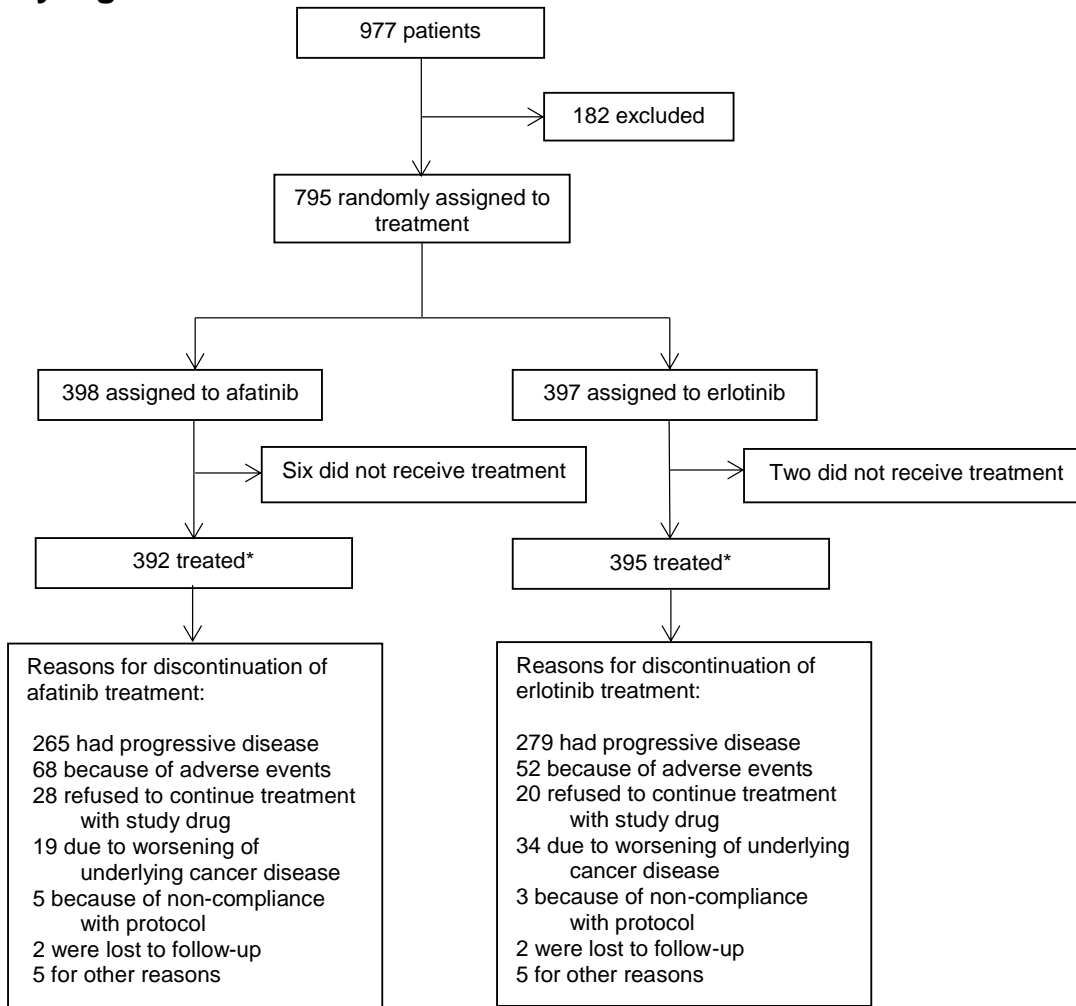 977 patients
182 excluded
795 randomly assigned to
treatment
398 assigned to afatinib
397 assigned to erlotinib
Six did not receive treatment
Two did not receive treatment
392 treated*
395 treated*
Reasons for discontinuation of
afatinib treatment:
265 had progressive disease
68 because of adverse events
28 refused to continue treatment
with study drug
19 due to worsening of
underlying cancer disease
5 because of non-compliance
with protocol
2 were lost to follow-up
5 for other reasons
Reasons for discontinuation of
erlotinib treatment:
279 had progressive disease
52 because of adverse events
20 refused to continue treatment
with study drug
34 due to worsening of underlying
cancer disease
3 because of non-compliance
with protocol
2 were lost to follow-up
5 for other reasons